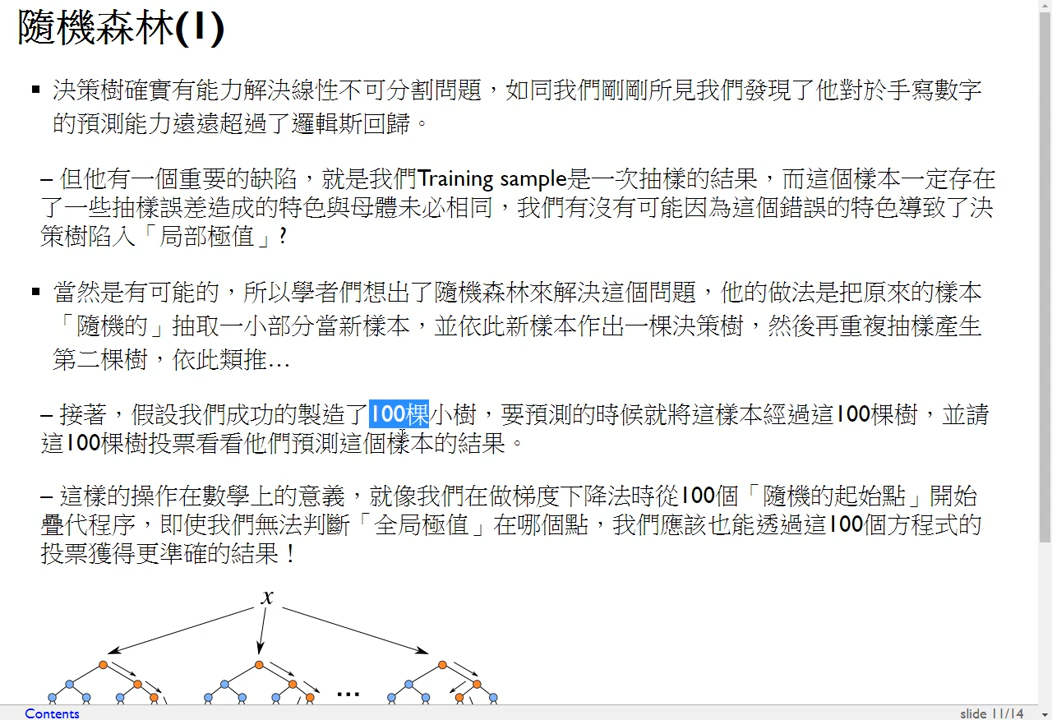 隨機森林(1)
決策樹確實有能力解決線性不可分割問題，如同我們剛剛所見我們發現了他對於手寫數字
的預測能力遠遠超過了邏輯斯回歸。
– 但他有一個重要的缺陷，就是我們Training sample是一次抽樣的結果，而這個樣本一定存在
了一些抽樣誤差造成的特色與母體未必相同，我們有沒有可能因為這個錯誤的特色導致了決
策樹陷入「局部極值」?
當然是有可能的，所以學者們想出了隨機森林來解決這個問題，他的做法是把原來的樣本
「隨機的」抽取一小部分當新樣本，並依此新樣本作出一棵決策樹，然後再重複抽樣產生
第二棵樹，依此類推…
– 接著，假設我們成功的製造了100棵小樹，要預測的時候就將這樣本經過這100棵樹，並請
這100棵樹投票看看他們預測這個樣本的結果。
– 這樣的操作在數學上的意義，就像我們在做梯度下降法時從100個「隨機的起始點」開始
疊代程序，即使我們無法判斷「全局極值」在哪個點，我們應該也能透過這100個方程式的
投票獲得更準確的結果！
x
...
Contents
slide 11/14